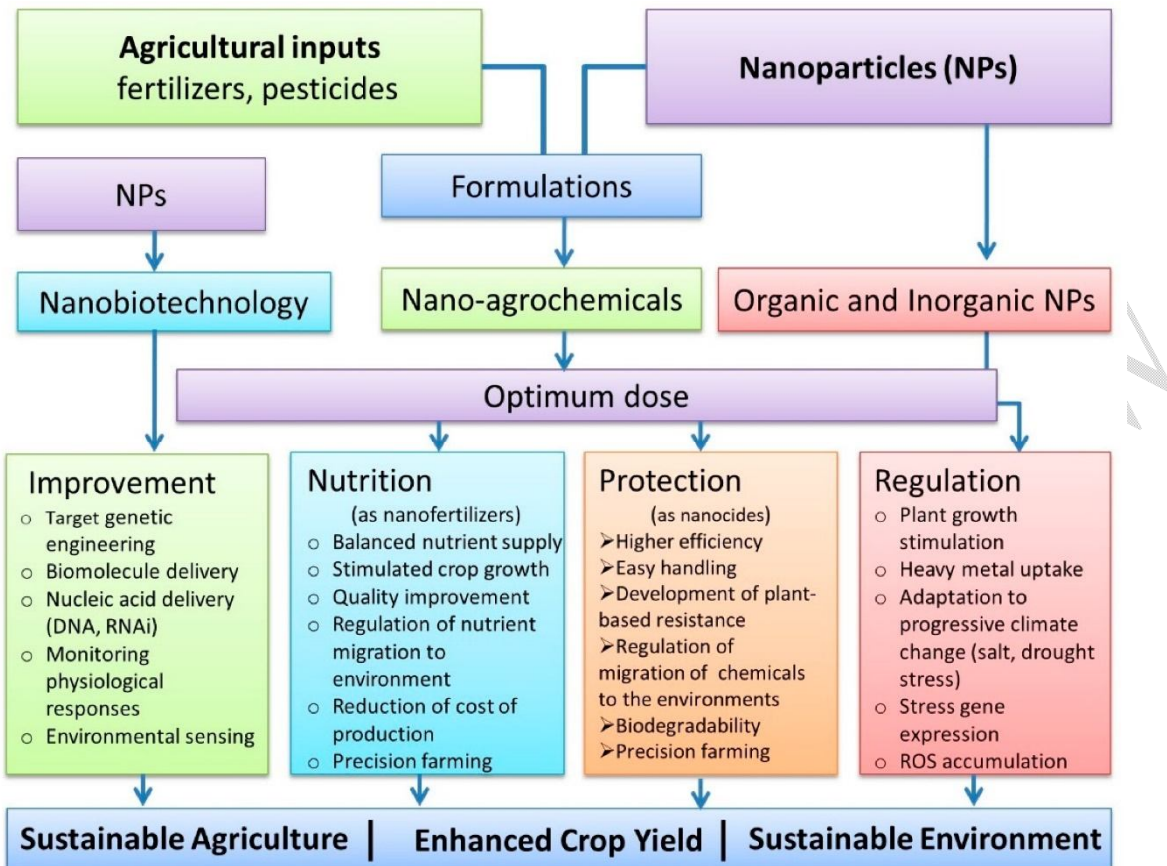 Agricultural inputs
fertilizers, pesticides
Nanoparticles (NPs)
NPs
Formulations
Nanobiotechnology
Nano-agrochemicals
Organic and Inorganic NPs
Optimum dose
Improvement
o Target genetic
engineering
o Biomolecule delivery
o Nucleic acid delivery
(DNA, RNAi)
o Monitoring
physiological
responses
o Environmental sensing
Nutrition
(as nanofertilizers)
o Balanced nutrient supply
o Stimulated crop growth
o Quality improvement
o Regulation of nutrient
migration to
environment
o Reduction of cost of
production
o Precision farming
Protection
(as nanocides)
➤Higher efficiency
➤Easy handling
➤Development of plant-
based resistance
➤Regulation of
migration of chemicals
to the environments
➤Biodegradability
➤Precision farming
Regulation
o Plant growth
stimulation
o Heavy metal uptake
o Adaptation to
progressive climate
change (salt, drought
stress)
o Stress gene
expression
o ROS accumulation
Sustainable Agriculture | Enhanced Crop Yield | Sustainable Environment